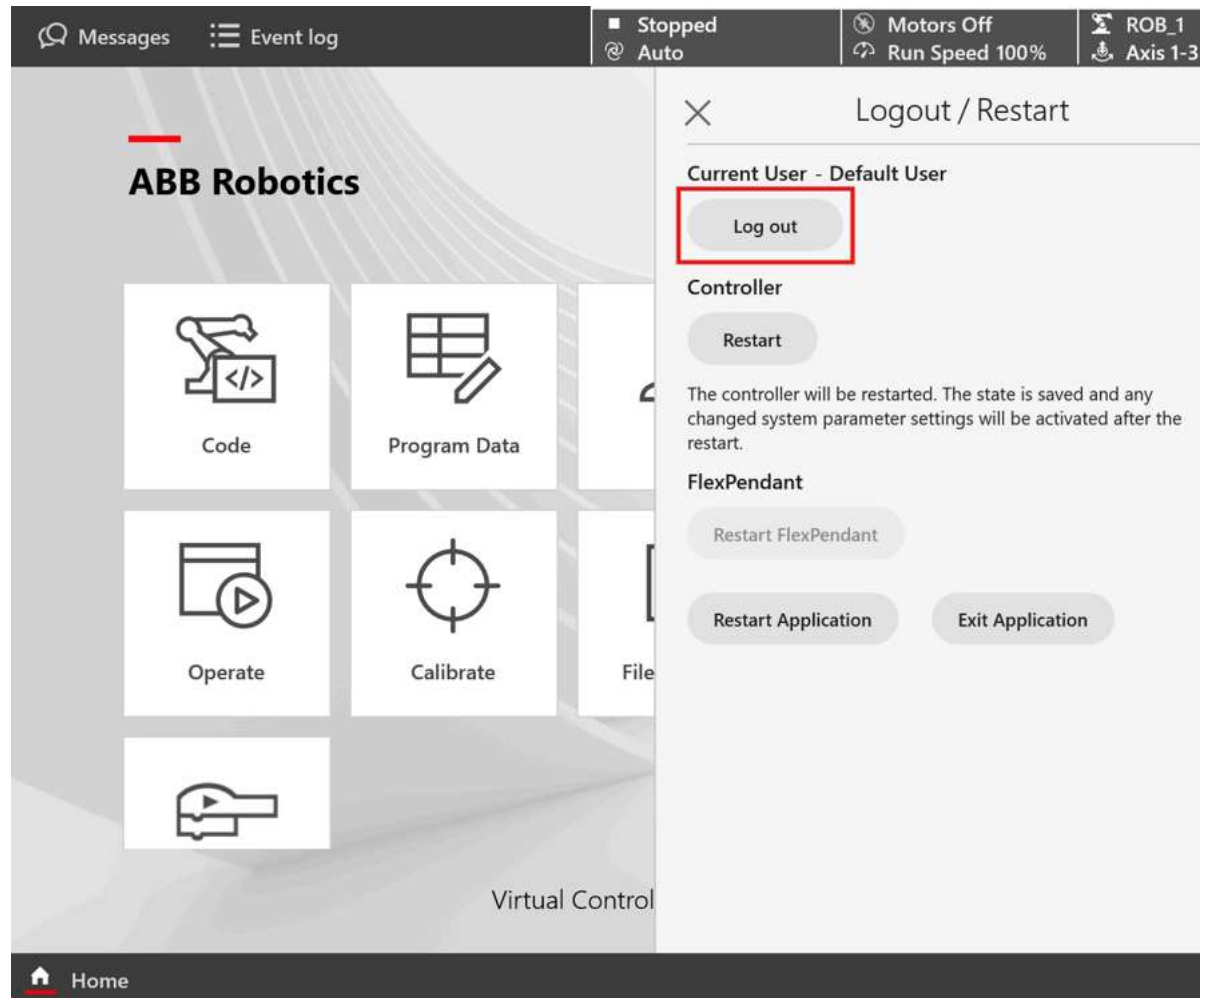 Messages
Event log
Stopped
Auto
Motors Off
Run Speed 100%
ROB_1
Axis 1-3
ABB Robotics
Code
Program Data
Operate
Calibrate
File
Virtual Control
Home
Logout / Restart
Current User - Default User
Log out
Controller
Restart
The controller will be restarted. The state is saved and any
changed system parameter settings will be activated after the
restart.
FlexPendant
Restart FlexPendant
Restart Application
Exit Application